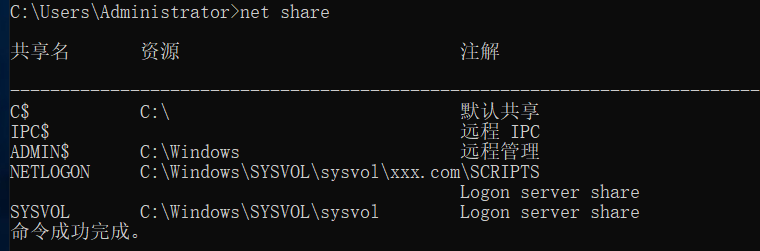 C:\Users\Administrator>net share
共享名 资源 注解
-------------------------------------------------------------------------------
C$ C:\ 默认共享
IPC$ 远程 IPC
ADMIN$ C:\Windows 远程管理
NETLOGON C:\Windows\SYSVOL\sysvol\xxx.com\SCRIPTS
Logon server share
SYSVOL C:\Windows\SYSVOL\sysvol Logon server share
命令成功完成。